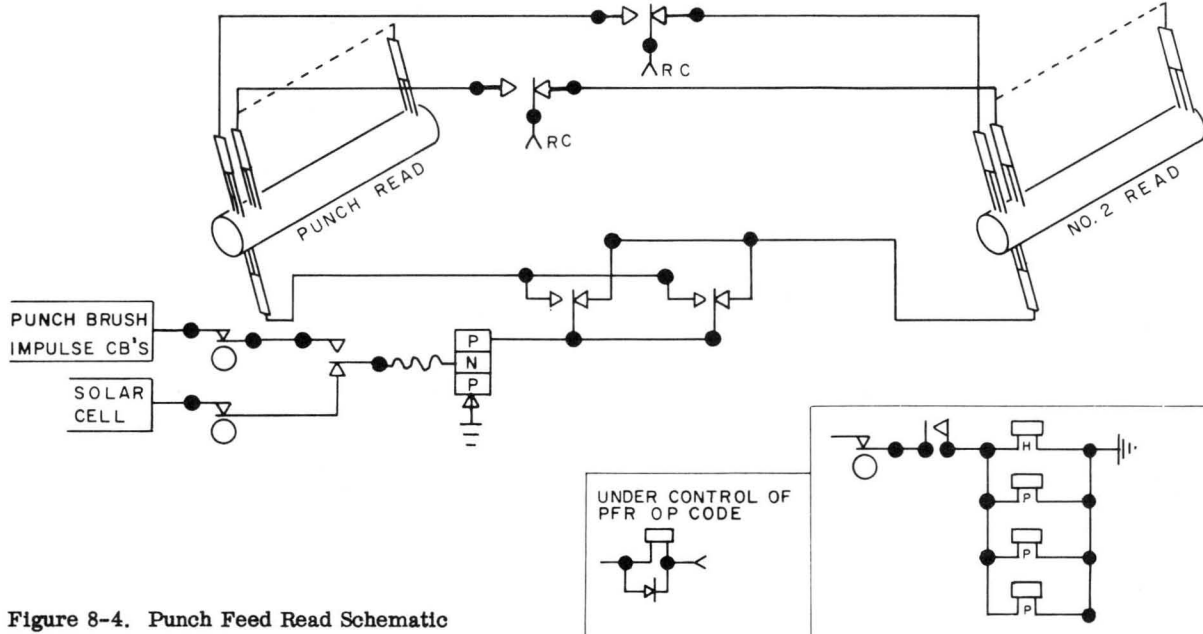 RC
RC
PUNCH READ
NO. 2 READ
PUNCH BRUSH
IMPULSE CB'S
SOLAR
CELL
P
N
P
UNDER CONTROL OF
PFR OP CODE
H
P
P
P
Figure 8-4. Punch Feed Read Schematic